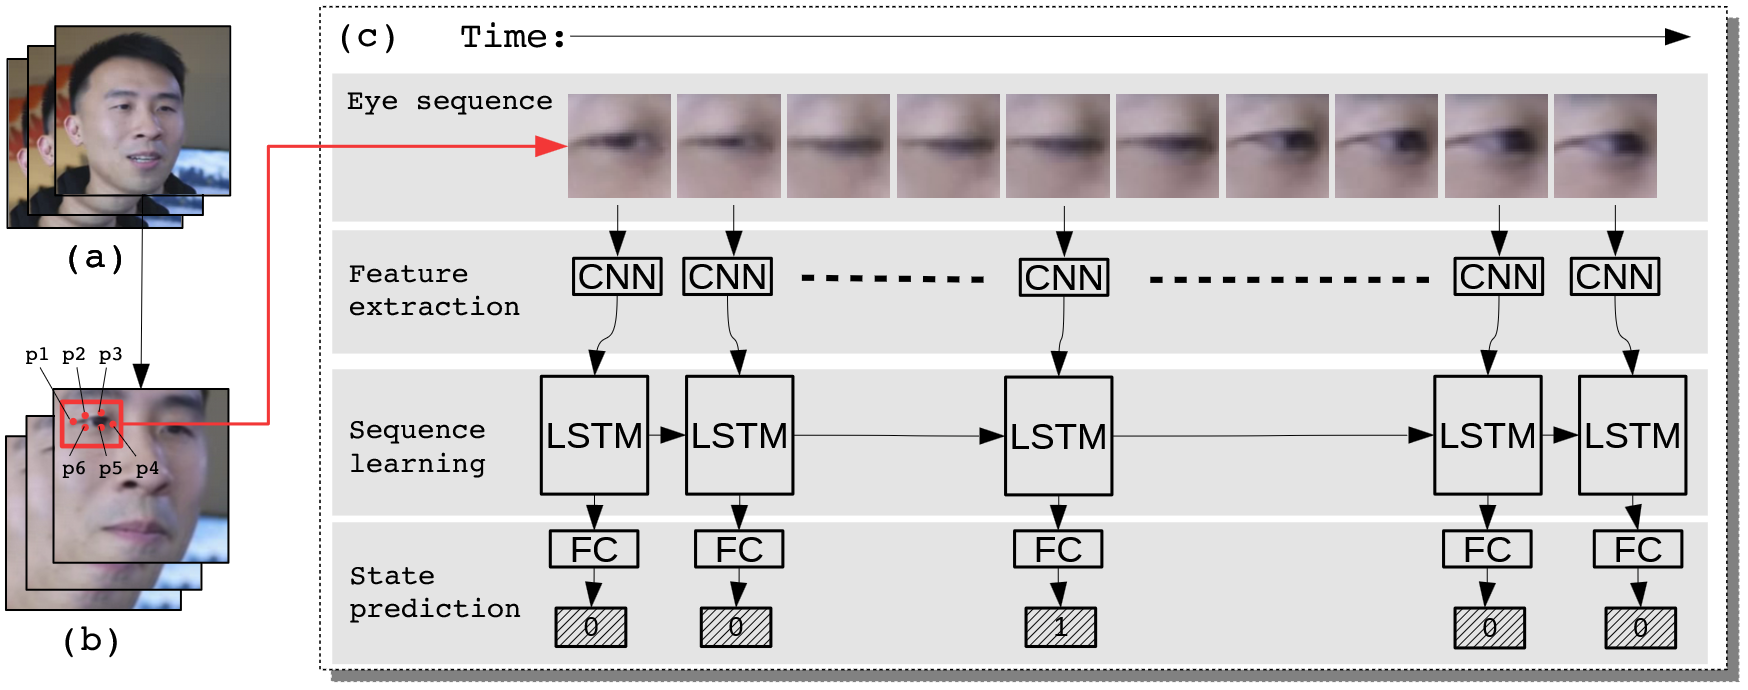 (a)
p1 p2 p3
p6 p5 p4
(b)
(c) Time:
Eye sequence
Feature
extraction
CNN CNN CNN CNN CNN
Sequence
learning
LSTM LSTM LSTM LSTM LSTM
FC FC FC FC FC
State
prediction
0 0 1 0 0